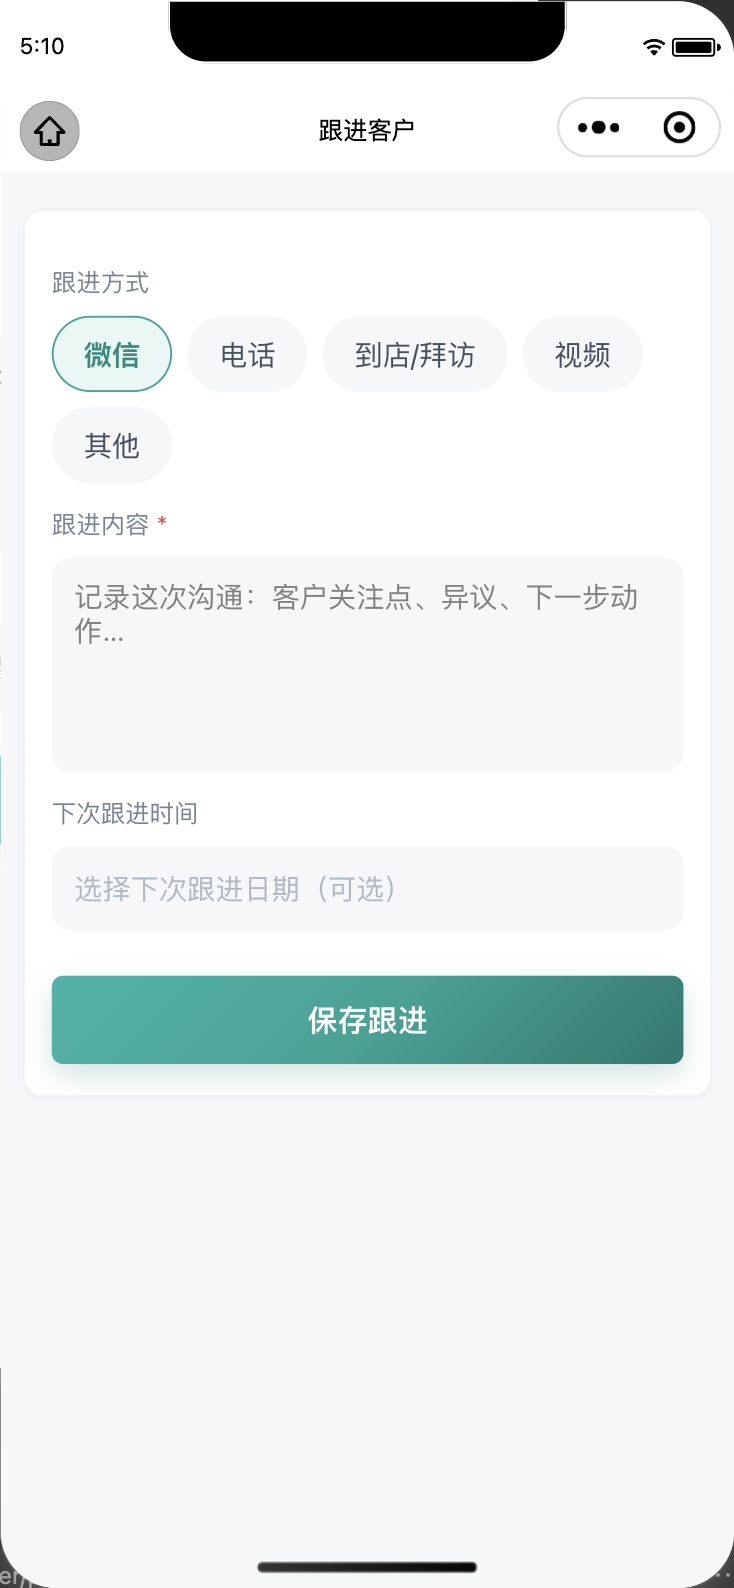 5:10
跟进客户
跟进方式
微信
电话
到店/拜访
视频
其他
跟进内容 *
记录这次沟通：客户关注点、异议、下一步动
作...
下次跟进时间
选择下次跟进日期（可选）
保存跟进